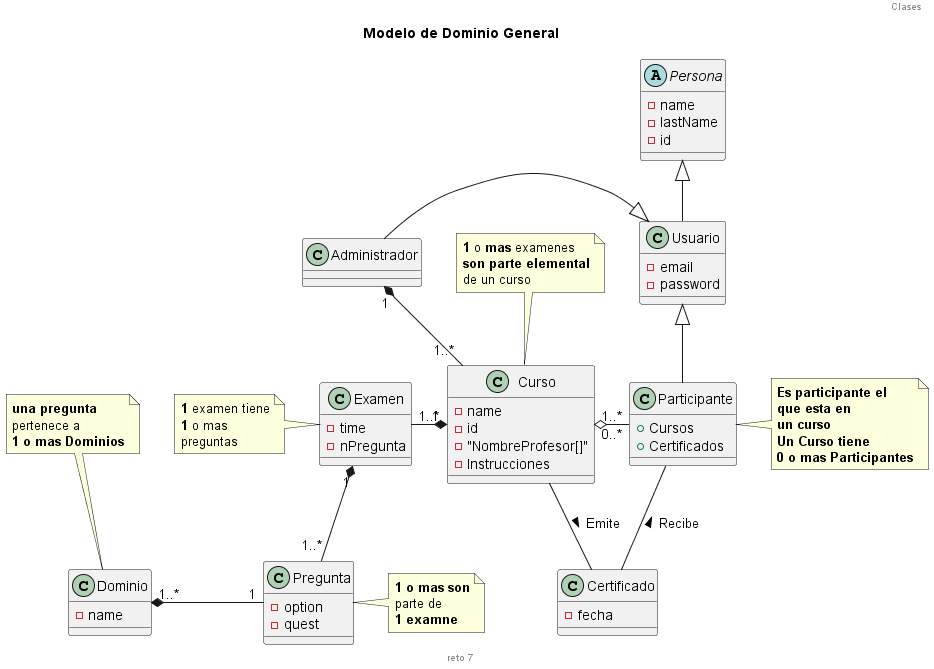 Clases
Modelo de Dominio General
A Persona
name
lastName
id
C Usuario
email
password
C Administrador
1
1..*
1 o mas examenes
son parte elemental
de un curso
C Curso
name
id
"NombreProfesor[]"
Instrucciones
C Participante
Cursos
Certificados
1..*
0..*
Es participante el
que esta en
un curso
Un Curso tiene
0 o mas Participantes
C Examen
time
nPregunta
1..*
1
1 examen tiene
1 o mas
preguntas
una pregunta
pertenece a
1 o mas Dominios
1
1..*
Emite
Recibe
C Dominio
name
1..*
1
C Pregunta
option
quest
1 o mas son
parte de
1 examne
C Certificado
fecha
reto 7